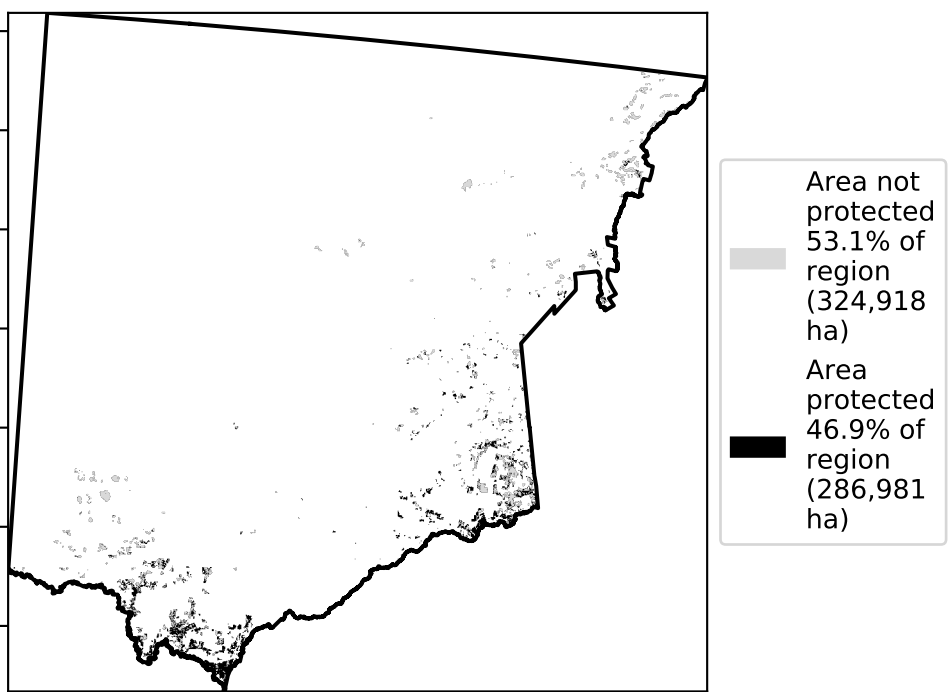 Area not
protected
53.1% of
region
(324,918
ha)
Area
protected
46.9% of
region
(286,981
ha)